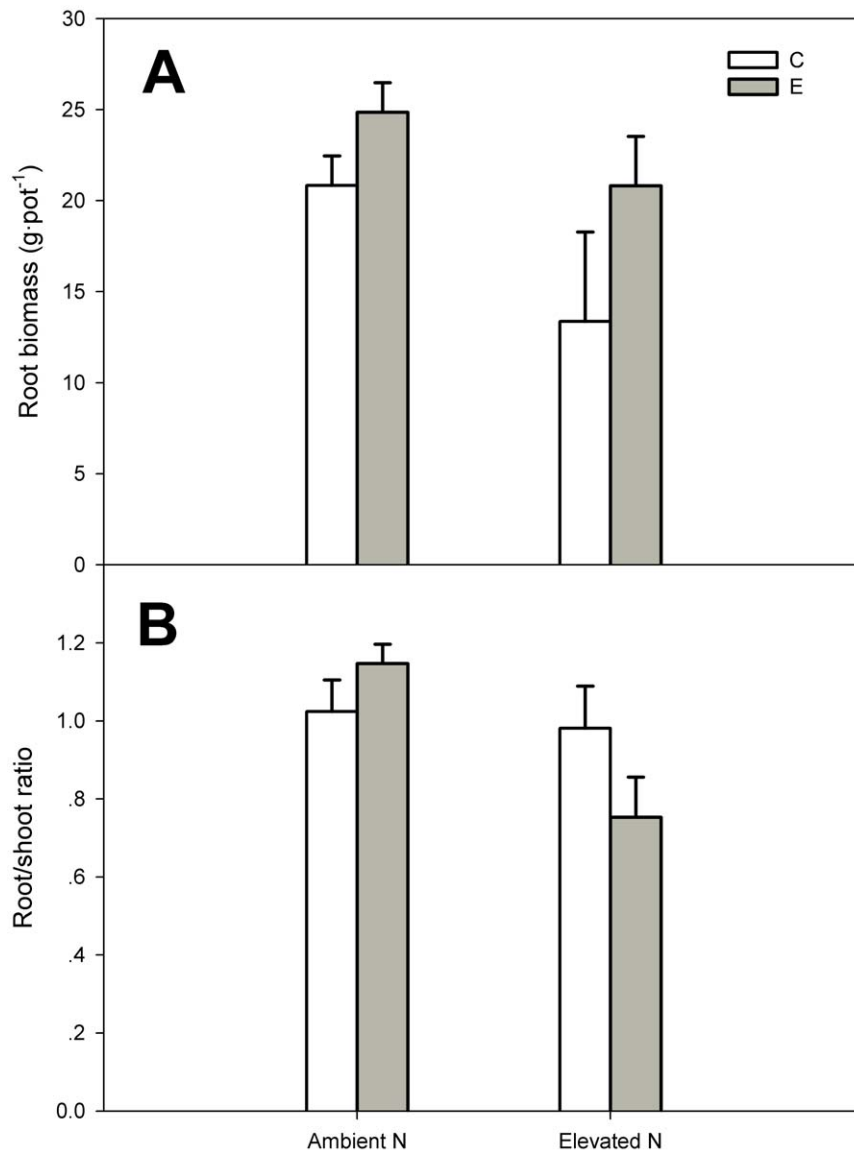 30
A
C
E
25
20
15
10
5
0
Root biomass (g·pot⁻¹)
B
1.2
1.0
.8
.6
.4
.2
0.0
Root/shoot ratio
Ambient N
Elevated N